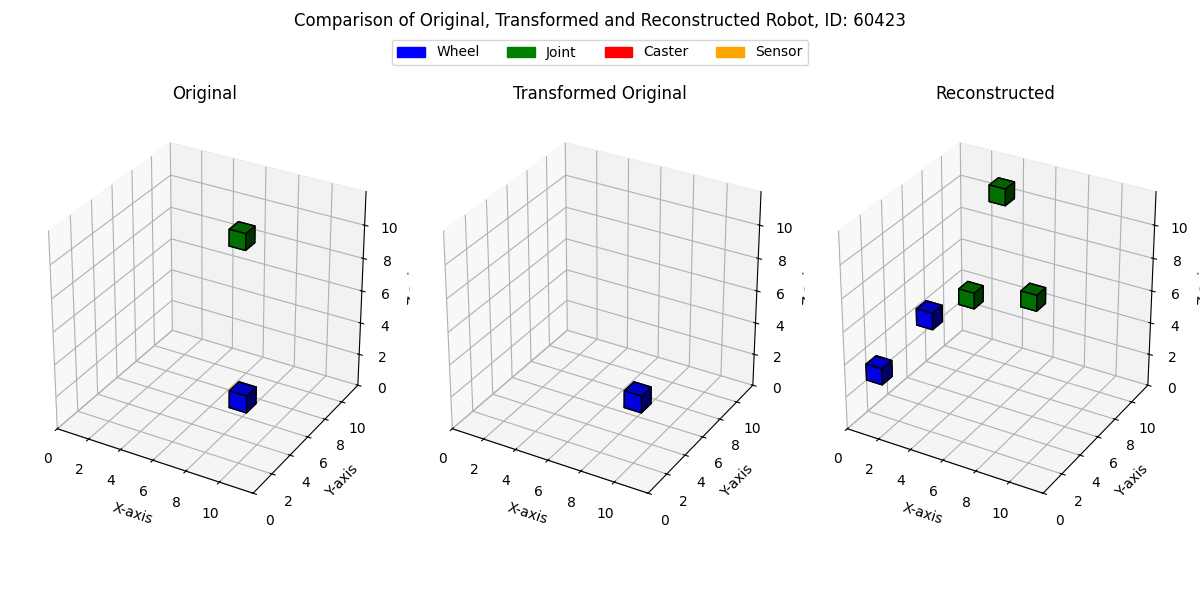 Comparison of Original, Transformed and Reconstructed Robot, ID: 60423
Wheel Joint Caster Sensor
Original
Transformed Original
Reconstructed
0 2 4 6 8 10
X-axis
0 2 4 6 8 10
Y-axis
0 2 4 6 8 10
0 2 4 6 8 10
X-axis
0 2 4 6 8 10
Y-axis
0 2 4 6 8 10
0 2 4 6 8 10
X-axis
0 2 4 6 8 10
Y-axis
0 2 4 6 8 10